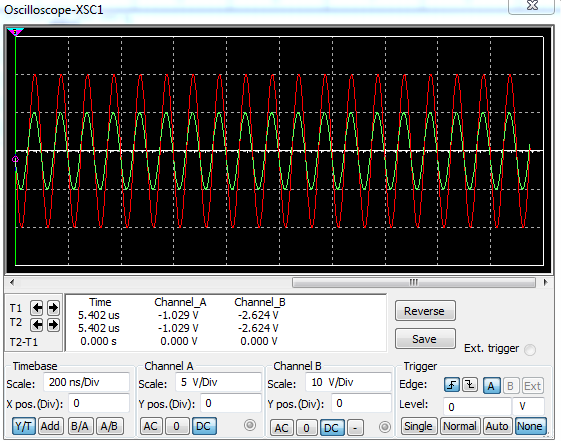 Oscilloscope-XSC1
T1
T2
T2-T1
Time Channel_A Channel_B
5.402 us -1.029 V -2.624 V
5.402 us -1.029 V -2.624 V
0.000 s 0.000 V 0.000 V
Reverse
Save
Ext. trigger
Timebase
Scale: 200 ns/Div
X pos.(Div): 0
Y/T Add B/A A/B
Channel A
Scale: 5 V/Div
Y pos.(Div): 0
AC 0 DC
Channel B
Scale: 10 V/Div
Y pos.(Div): 0
AC 0 DC -
Trigger
Edge: A B Ext
Level: 0 V
Single Normal Auto None